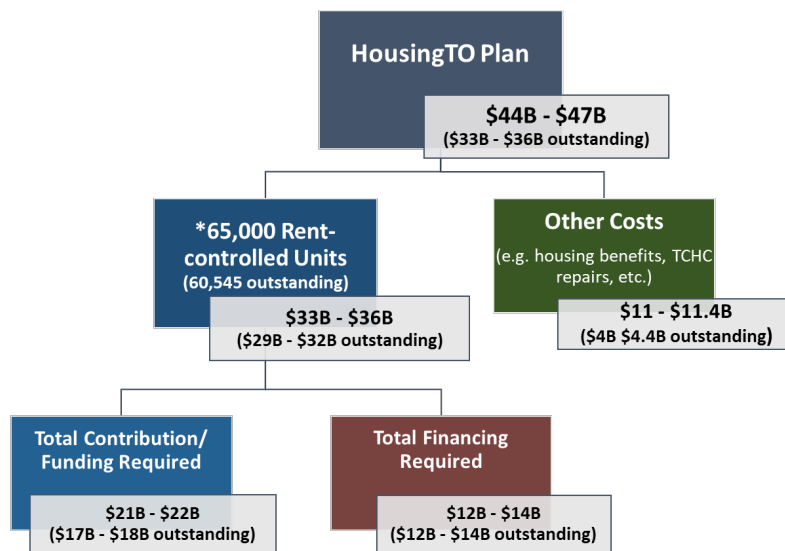 HousingTO Plan
$44B - $47B
($33B - $36B outstanding)
*65,000 Rent-
controlled Units
(60,545 outstanding)
$33B - $36B
($29B - $32B outstanding)
Other Costs
(e.g. housing benefits, TCHC
repairs, etc.)
$11 - $11.4B
($4B $4.4B outstanding)
Total Contribution/
Funding Required
$21B - $22B
($17B - $18B outstanding)
Total Financing
Required
$12B - $14B
($12B - $14B outstanding)